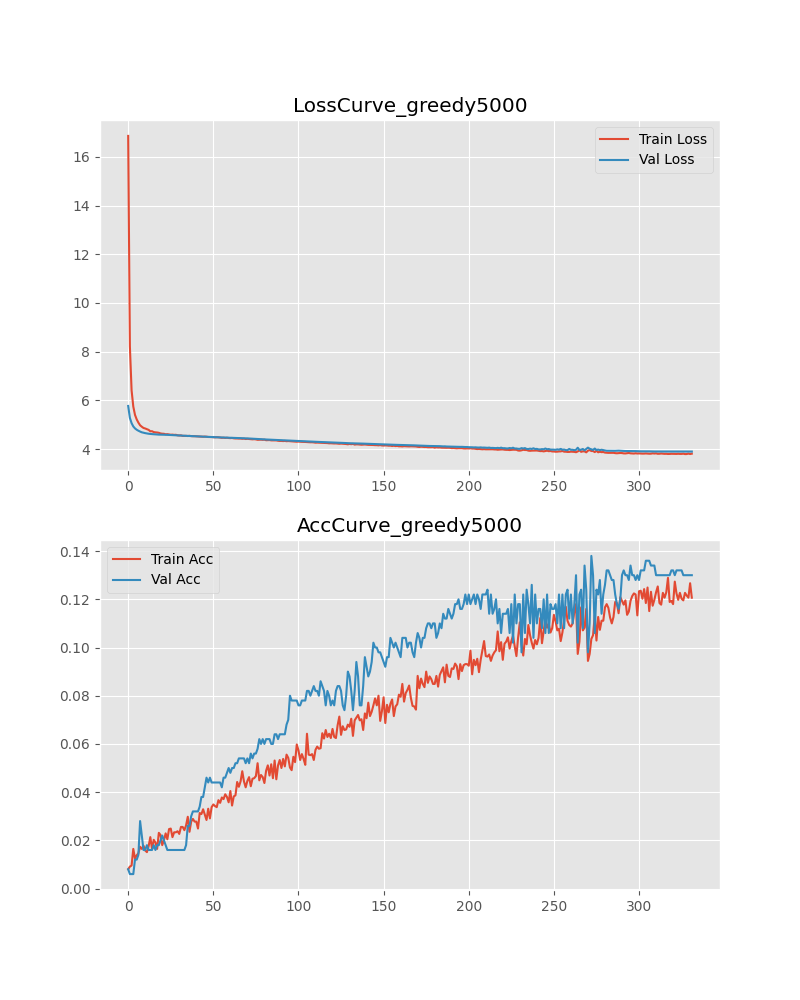 LossCurve_greedy5000
Train Loss
Val Loss
16
14
12
10
8
6
4
0 50 100 150 200 250 300
AccCurve_greedy5000
Train Acc
Val Acc
0.14
0.12
0.10
0.08
0.06
0.04
0.02
0.00
0 50 100 150 200 250 300